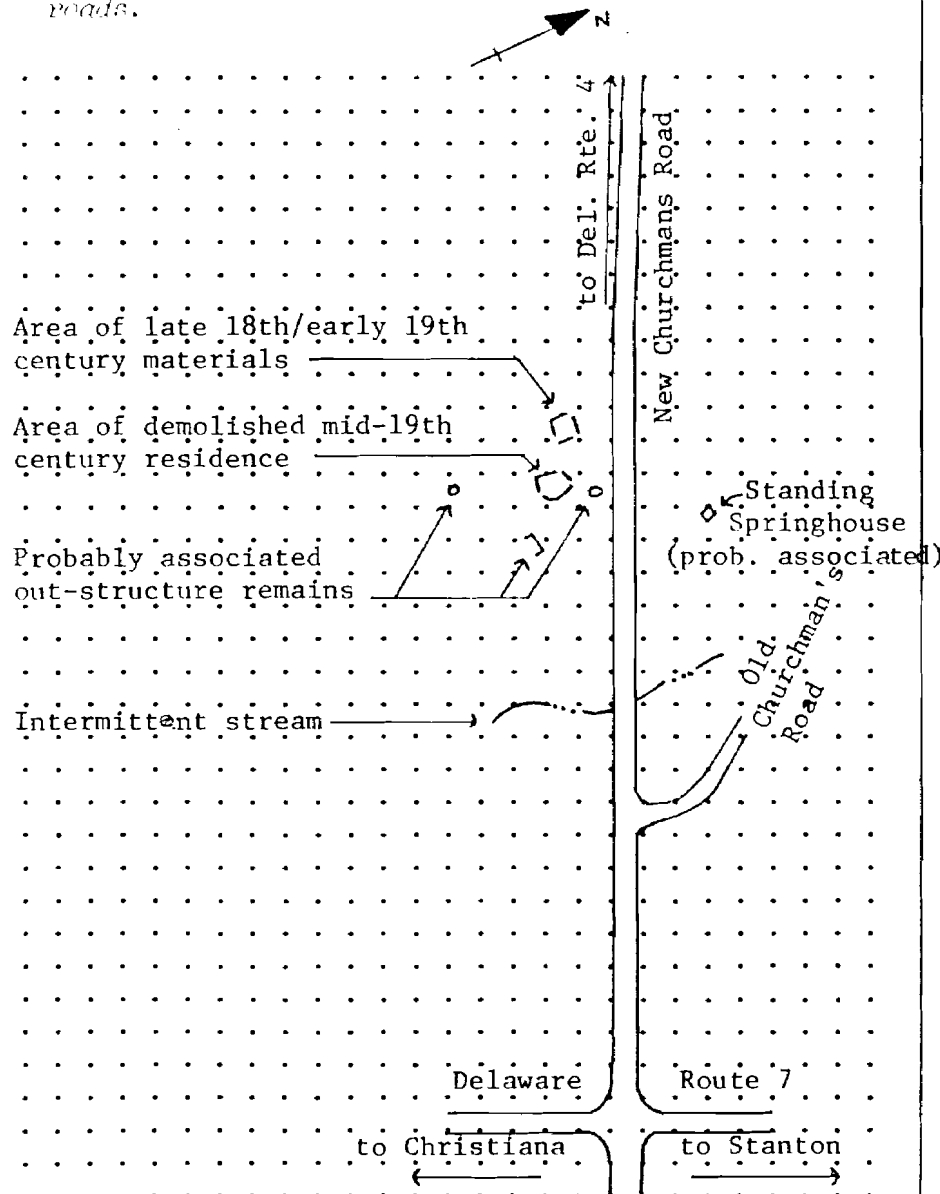 roads.
N
to Del. Rte. 4
New Churchmans Road
Area of late 18th/early 19th
century materials
Area of demolished mid-19th
century residence
Standing
Springhouse
(prob. associated)
Probably associated
out-structure remains
Old
Churchman's
Road
Intermittent stream
Delaware Route 7
to Christiana
to Stanton